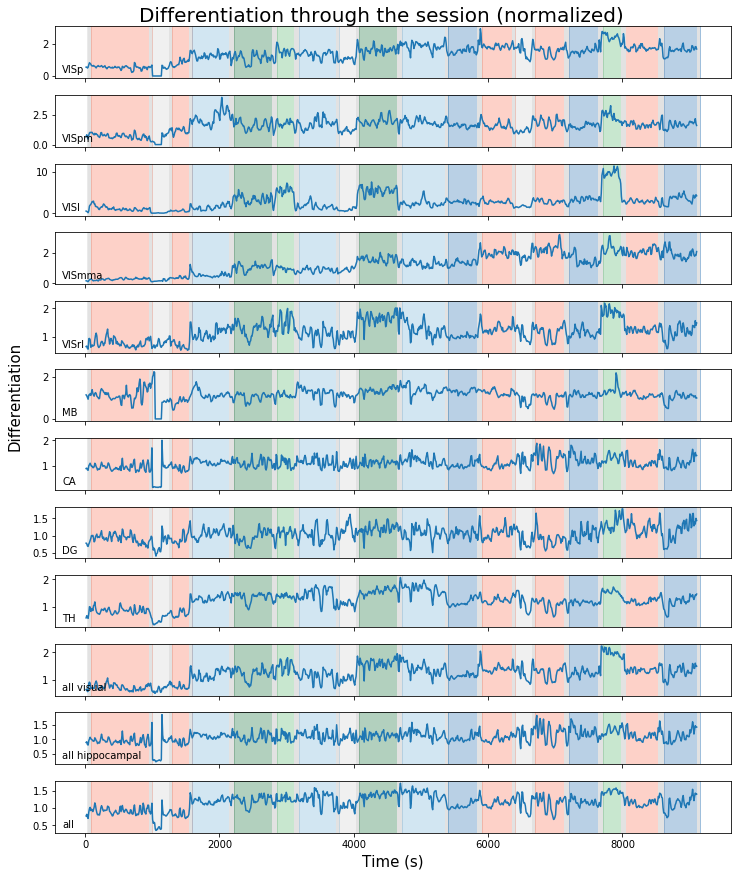 Differentiation through the session (normalized)
2
0
VISp
2.5
0.0
VISpm
10
0
VISl
2
0
VISmma
2
1
VISrl
2
0
MB
2
1
CA
1.5
1.0
0.5
DG
2
1
TH
2
1
all visual
1.5
1.0
0.5
all hippocampal
1.5
1.0
0.5
all
Differentiation
0 2000 4000 6000 8000
Time (s)